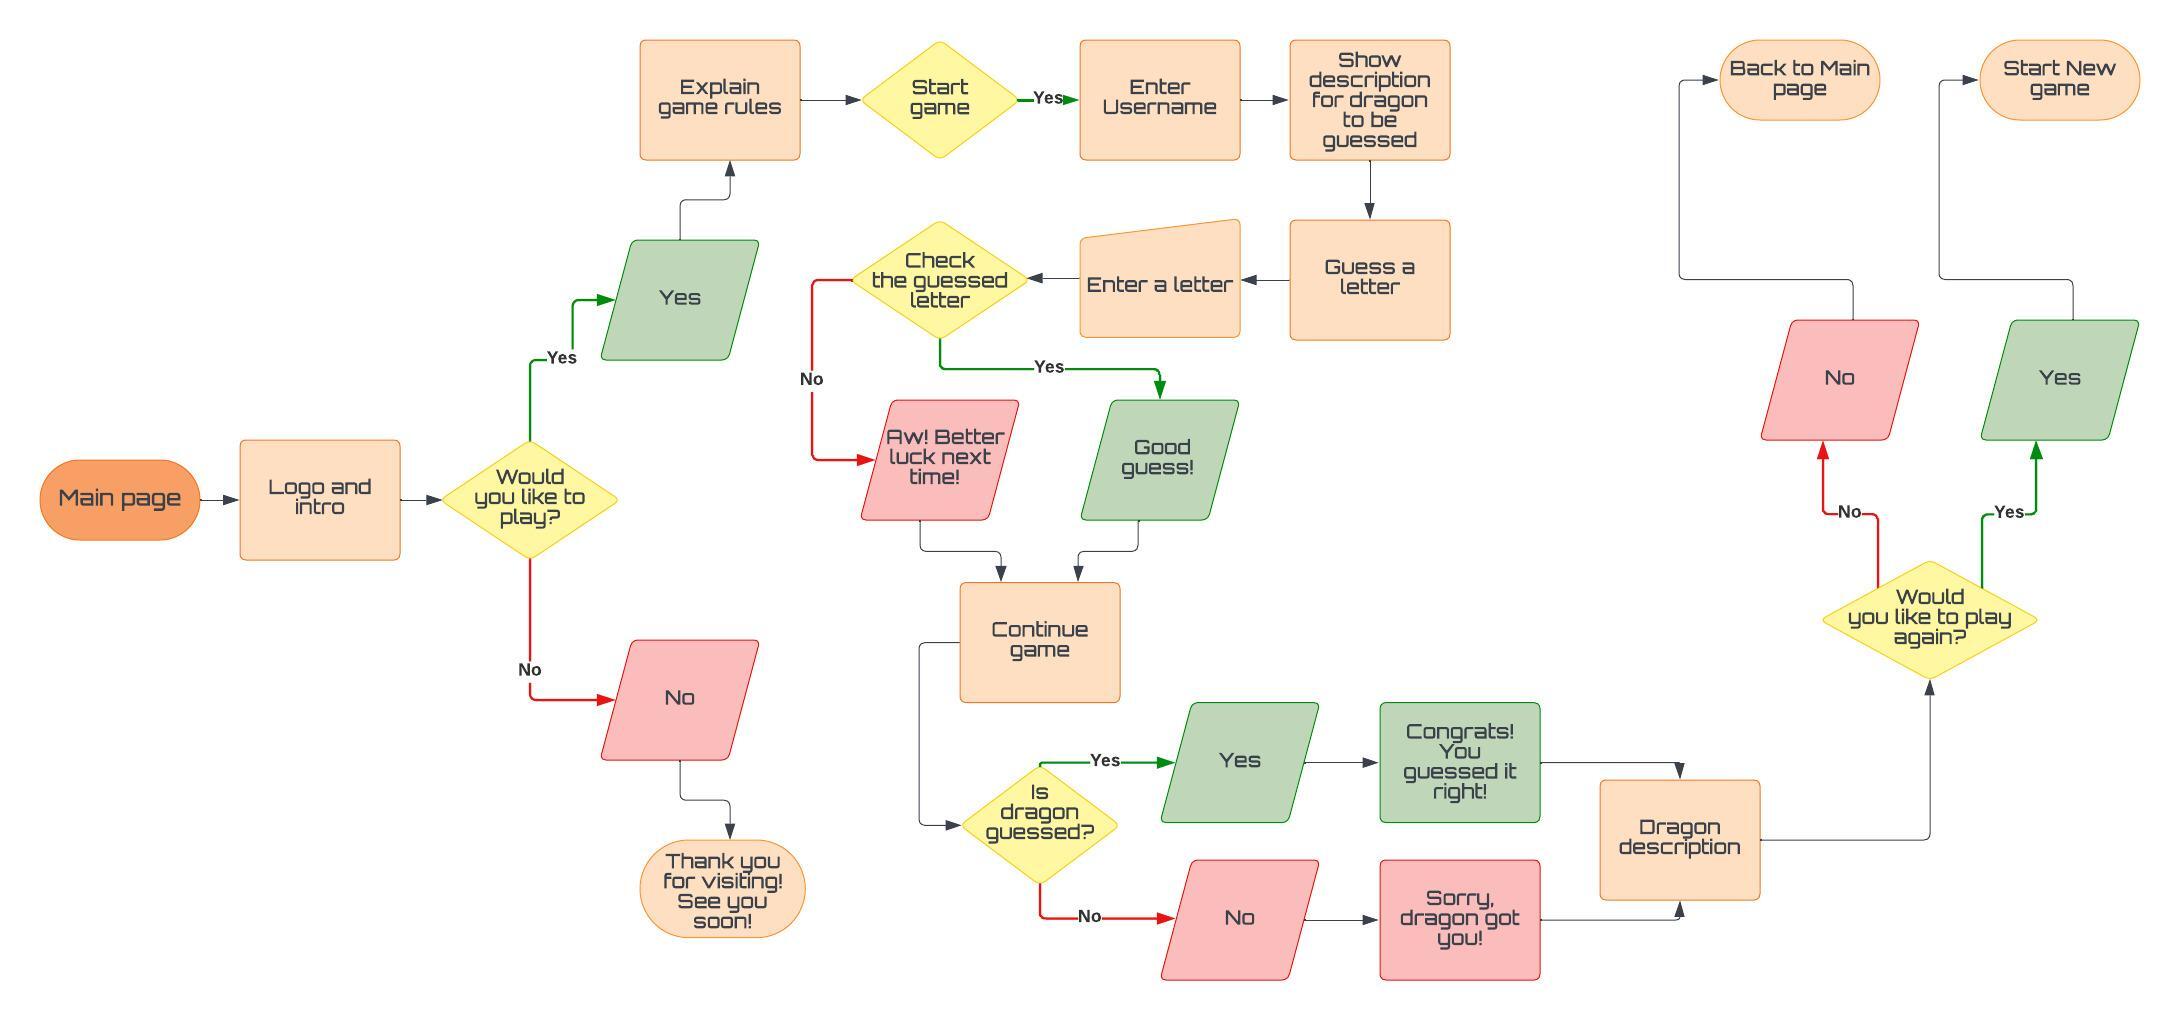 Main page
Logo and
intro
Would
you like to
play?
Yes
Yes
No
No
Thank you
for visiting!
See you
soon!
Explain
game rules
Start
game
Yes
Enter
Username
Show
description
for dragon
to be
guessed
Guess a
letter
Enter a letter
Check
the guessed
letter
No
Yes
Aw! Better
luck next
time!
Good
guess!
Continue
game
Is
dragon
guessed?
Yes
Yes
Congrats!
You
guessed it
right!
No
No
Sorry,
dragon got
you!
Dragon
description
Would
you like to play
again?
No
No
Back to Main
page
Yes
Yes
Start New
game